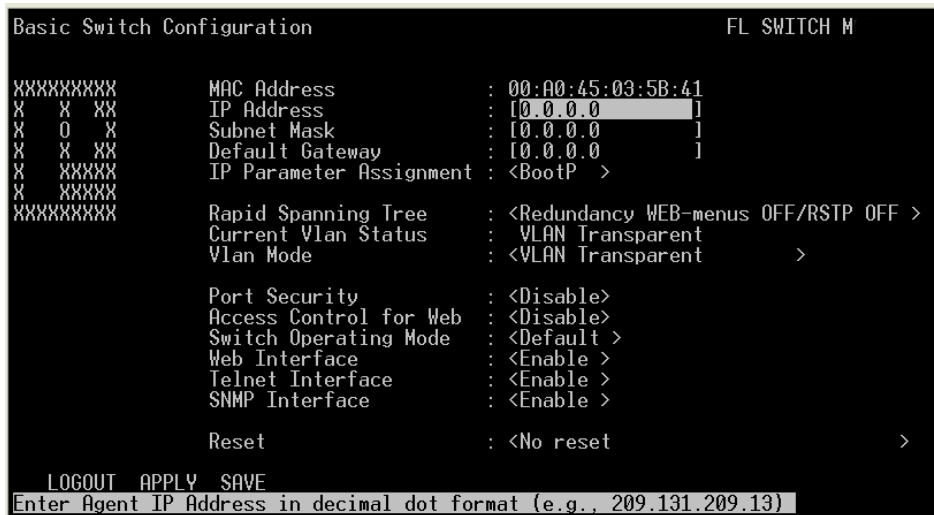 Basic Switch Configuration FL SWITCH M
XXXXXXXXX MAC Address : 00:A0:45:03:5B:41
X X XX IP Address : [0.0.0.0 ]
X O X Subnet Mask : [0.0.0.0 ]
X X XX Default Gateway : [0.0.0.0 ]
X XXXXX IP Parameter Assignment : <BootP >
X XXXXX
XXXXXXXXX Rapid Spanning Tree : <Redundancy WEB-menus OFF/RSTP OFF >
Current Vlan Status : VLAN Transparent
Vlan Mode : <VLAN Transparent >
Port Security : <Disable>
Access Control for Web : <Disable>
Switch Operating Mode : <Default >
Web Interface : <Enable >
Telnet Interface : <Enable >
SNMP Interface : <Enable >
Reset : <No reset >
LOGOUT APPLY SAVE
Enter Agent IP Address in decimal dot format (e.g., 209.131.209.13)